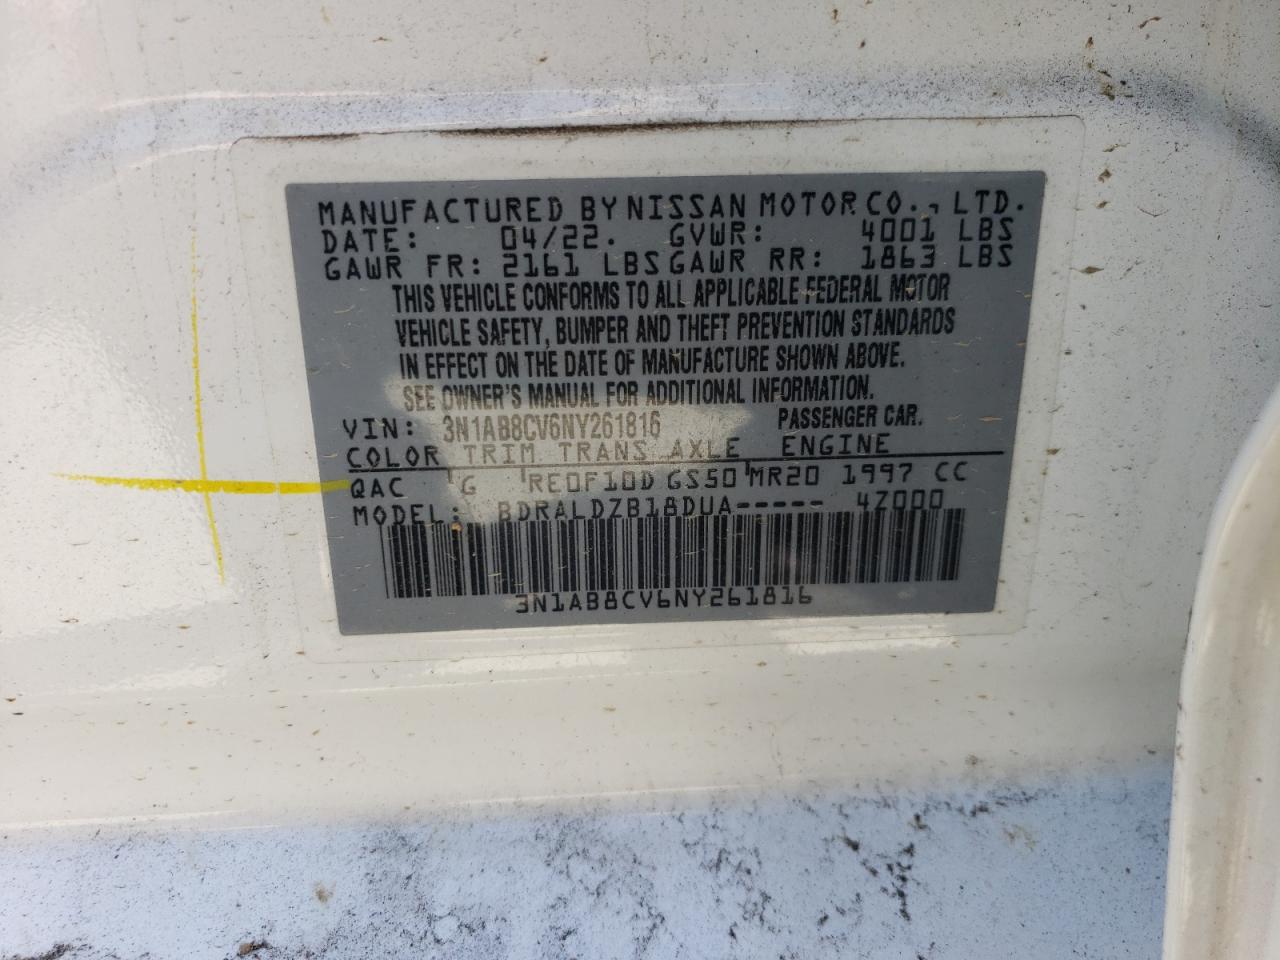 MANUFACTURED BY NISSAN MOTOR CO., LTD.
DATE: 04/22. GVWR: 4001 LBS
GAWR FR: 2161 LBS GAWR RR: 1863 LBS
THIS VEHICLE CONFORMS TO ALL APPLICABLE FEDERAL MOTOR
VEHICLE SAFETY, BUMPER AND THEFT PREVENTION STANDARDS
IN EFFECT ON THE DATE OF MANUFACTURE SHOWN ABOVE.
SEE OWNER'S MANUAL FOR ADDITIONAL INFORMATION.
VIN: 3N1AB8CV6NY261816 PASSENGER CAR.
COLOR TRIM TRANS AXLE ENGINE
QAC G RE0F10D GS50 MR20 1997 CC
MODEL: BDRALDZB18DUA----- 4Z000
3N1AB8CV6NY261816